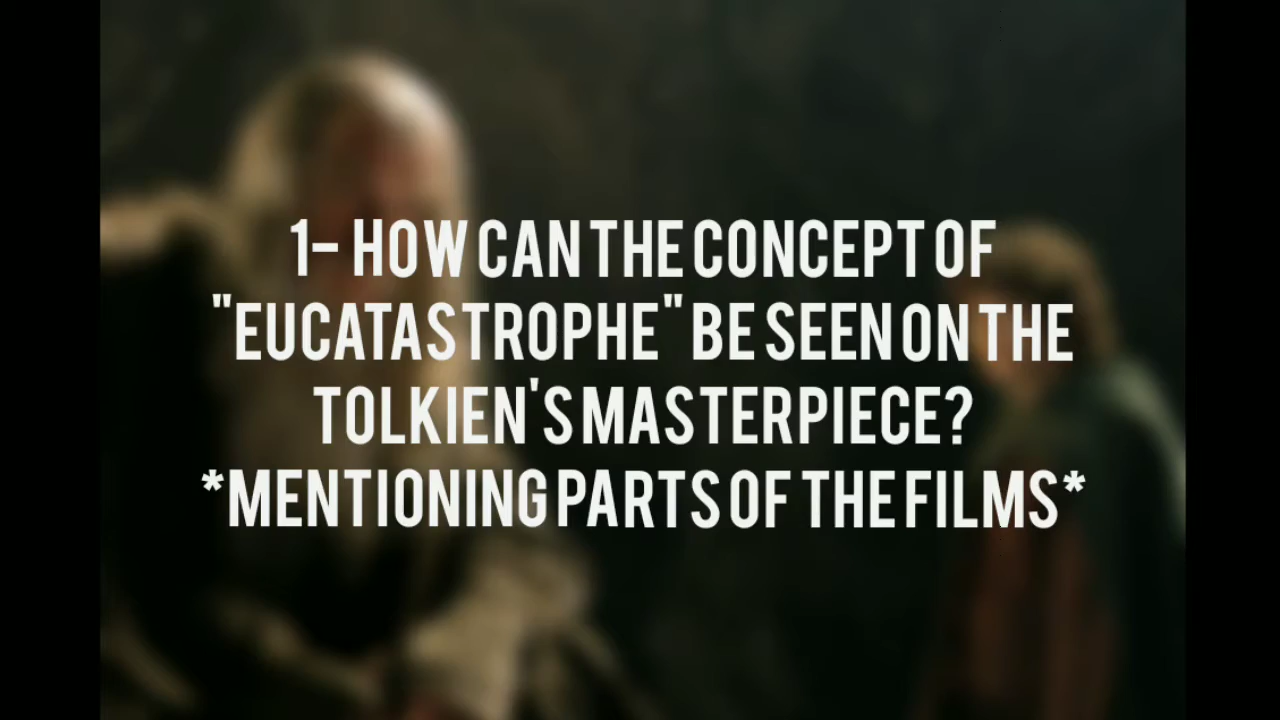 1- HOW CAN THE CONCEPT OF
"EUCATASTROPHE" BE SEEN ON THE
TOLKIEN'S MASTERPIECE?
*MENTIONING PARTS OF THE FILMS*